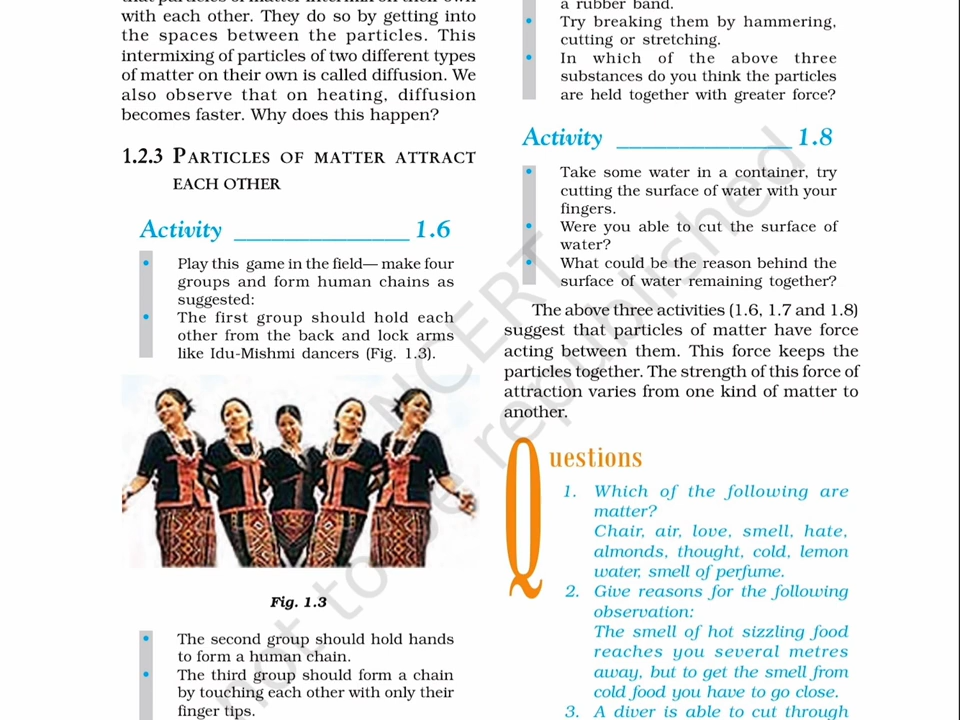 that particles of matter intermix on their own
with each other. They do so by getting into
the spaces between the particles. This
intermixing of particles of two different types
of matter on their own is called diffusion. We
also observe that on heating, diffusion
becomes faster. Why does this happen?
1.2.3 PARTICLES OF MATTER ATTRACT
EACH OTHER
Activity ______________ 1.6
• Play this game in the field— make four
groups and form human chains as
suggested:
• The first group should hold each
other from the back and lock arms
like Idu-Mishmi dancers (Fig. 1.3).
Fig. 1.3
• The second group should hold hands
to form a human chain.
• The third group should form a chain
by touching each other with only their
finger tips.
a rubber band.
• Try breaking them by hammering,
cutting or stretching.
• In which of the above three
substances do you think the particles
are held together with greater force?
Activity ______________ 1.8
• Take some water in a container, try
cutting the surface of water with your
fingers.
• Were you able to cut the surface of
water?
• What could be the reason behind the
surface of water remaining together?
The above three activities (1.6, 1.7 and 1.8)
suggest that particles of matter have force
acting between them. This force keeps the
particles together. The strength of this force of
attraction varies from one kind of matter to
another.
Questions
1. Which of the following are
matter?
Chair, air, love, smell, hate,
almonds, thought, cold, lemon
water, smell of perfume.
2. Give reasons for the following
observation:
The smell of hot sizzling food
reaches you several metres
away, but to get the smell from
cold food you have to go close.
3. A diver is able to cut through
NCERT
not to be republished